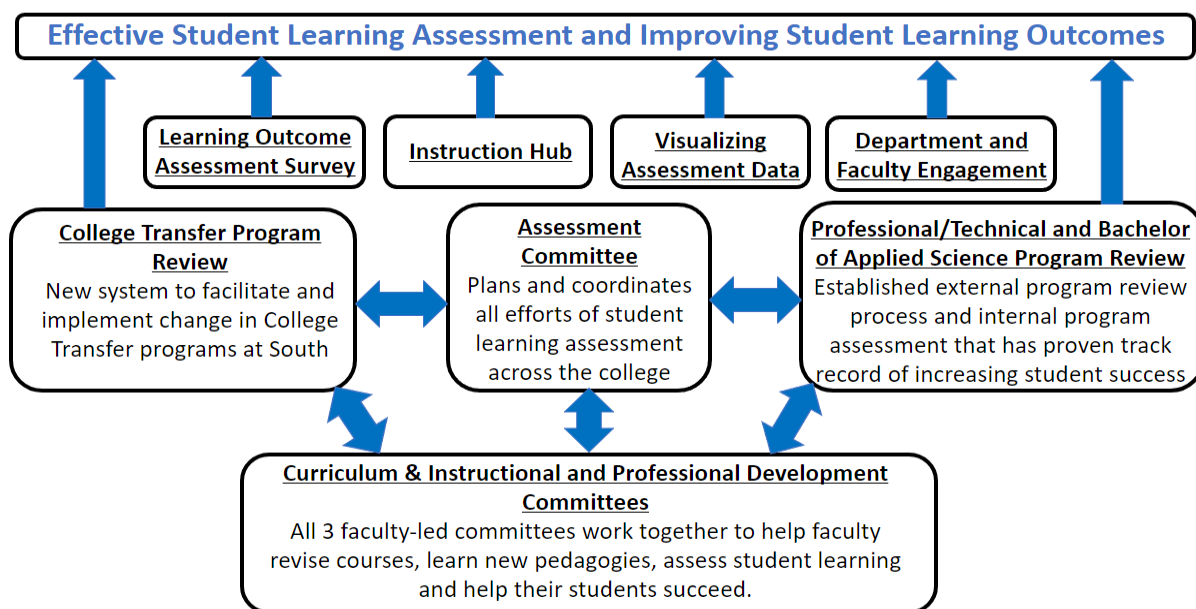 Effective Student Learning Assessment and Improving Student Learning Outcomes
Learning Outcome
Assessment Survey
Instruction Hub
Visualizing
Assessment Data
Department and
Faculty Engagement
College Transfer Program
Review
New system to facilitate and
implement change in College
Transfer programs at South
Assessment
Committee
Plans and coordinates
all efforts of student
learning assessment
across the college
Professional/Technical and Bachelor
of Applied Science Program Review
Established external program review
process and internal program
assessment that has proven track
record of increasing student success
Curriculum & Instructional and Professional Development
Committees
All 3 faculty-led committees work together to help faculty
revise courses, learn new pedagogies, assess student learning
and help their students succeed.